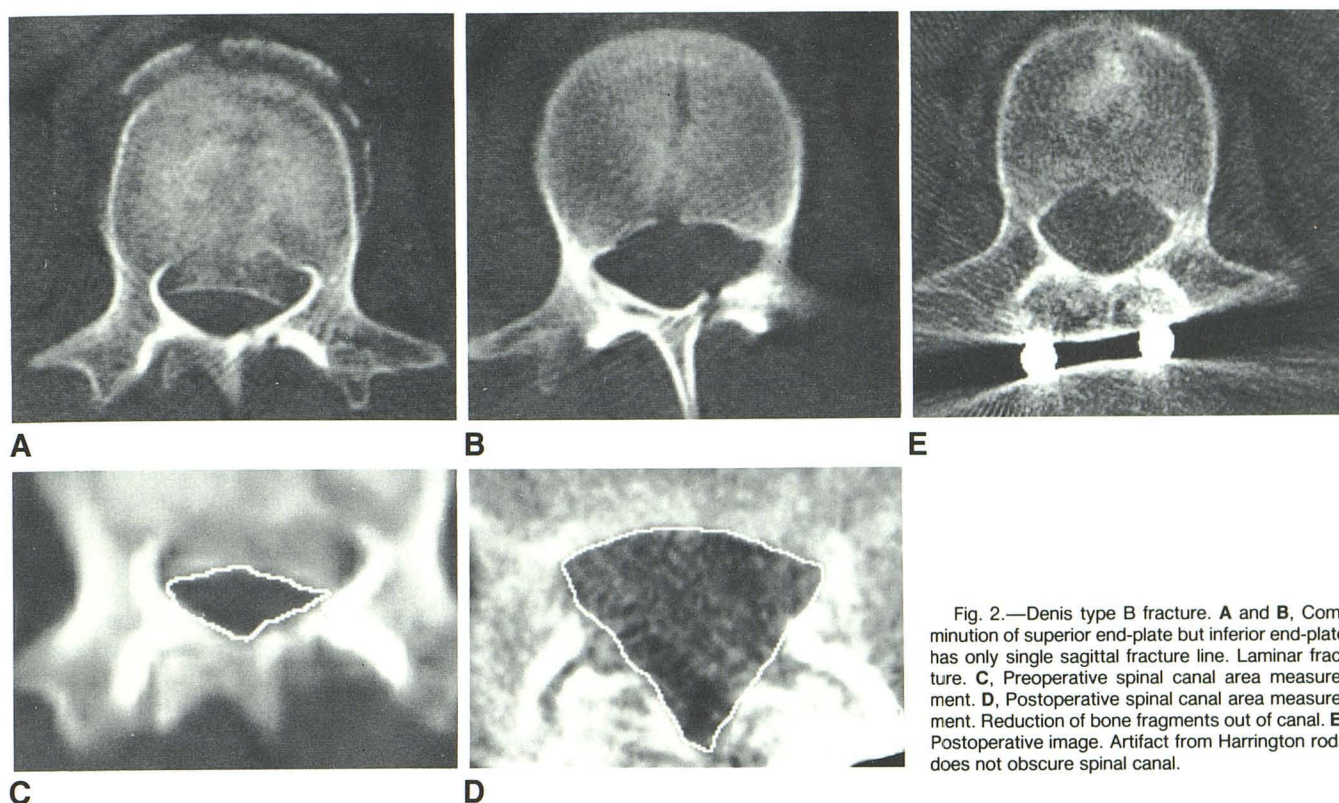 A
B
E
C
D
Fig. 2.—Denis type B fracture. A and B, Com-
minution of superior end-plate but inferior end-plate
has only single sagittal fracture line. Laminar frac-
ture. C, Preoperative spinal canal area measure-
ment. D, Postoperative spinal canal area measure-
ment. Reduction of bone fragments out of canal. E
Postoperative image. Artifact from Harrington rod
does not obscure spinal canal.